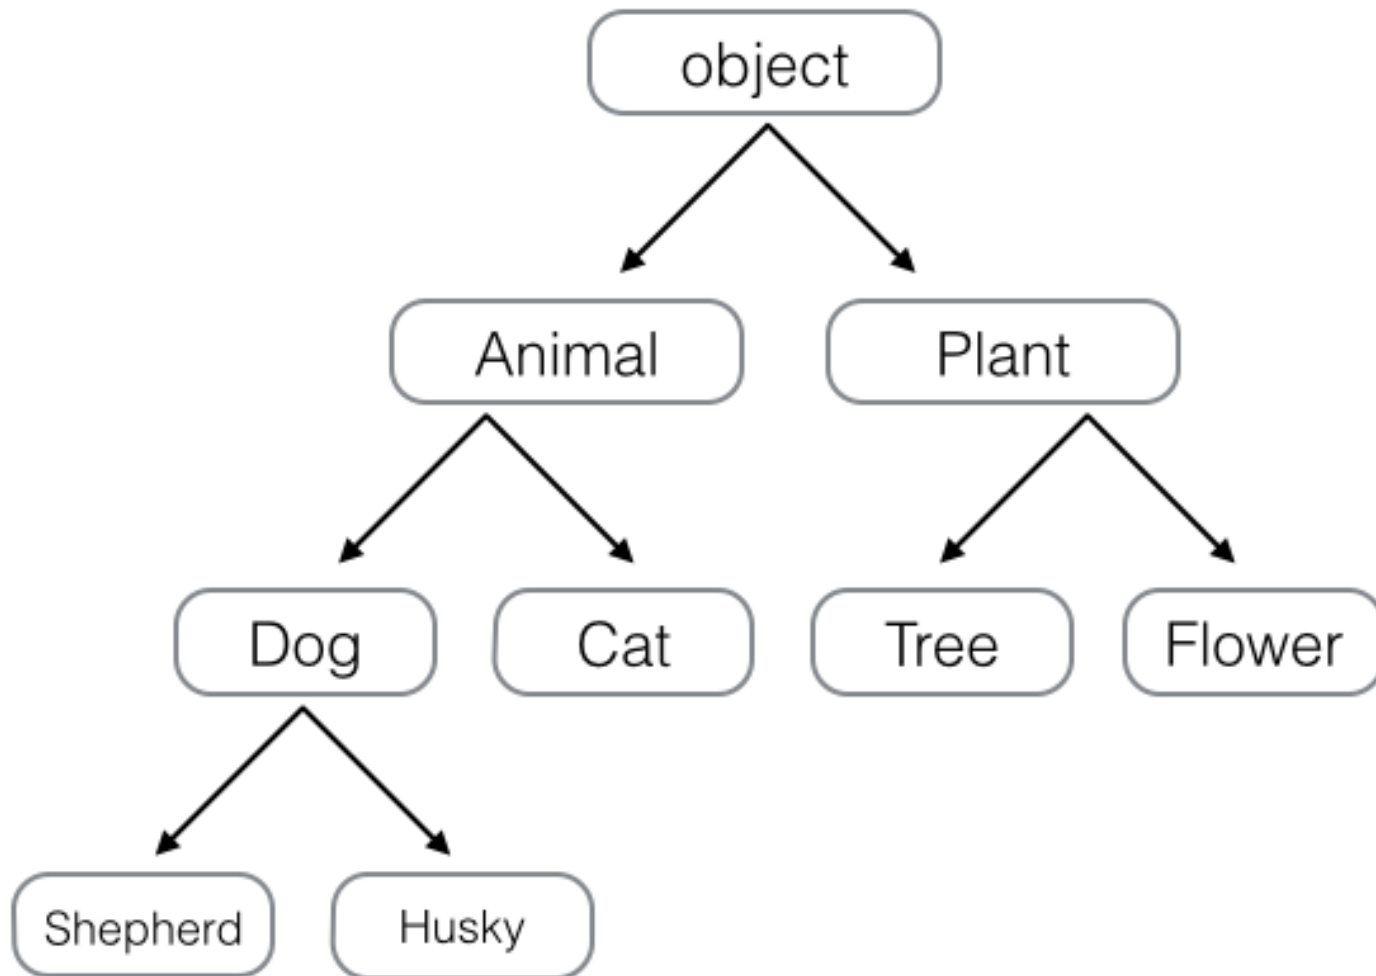 object
Animal
Plant
Dog
Cat
Tree
Flower
Shepherd
Husky